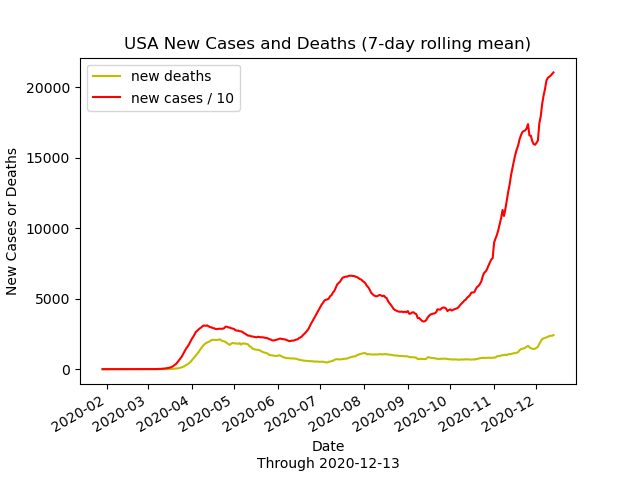 USA New Cases and Deaths (7-day rolling mean)
new deaths
new cases / 10
New Cases or Deaths
20000
15000
10000
5000
0
2020-02
2020-03
2020-04
2020-05
2020-06
2020-07
2020-08
2020-09
2020-10
2020-11
2020-12
Date
Through 2020-12-13